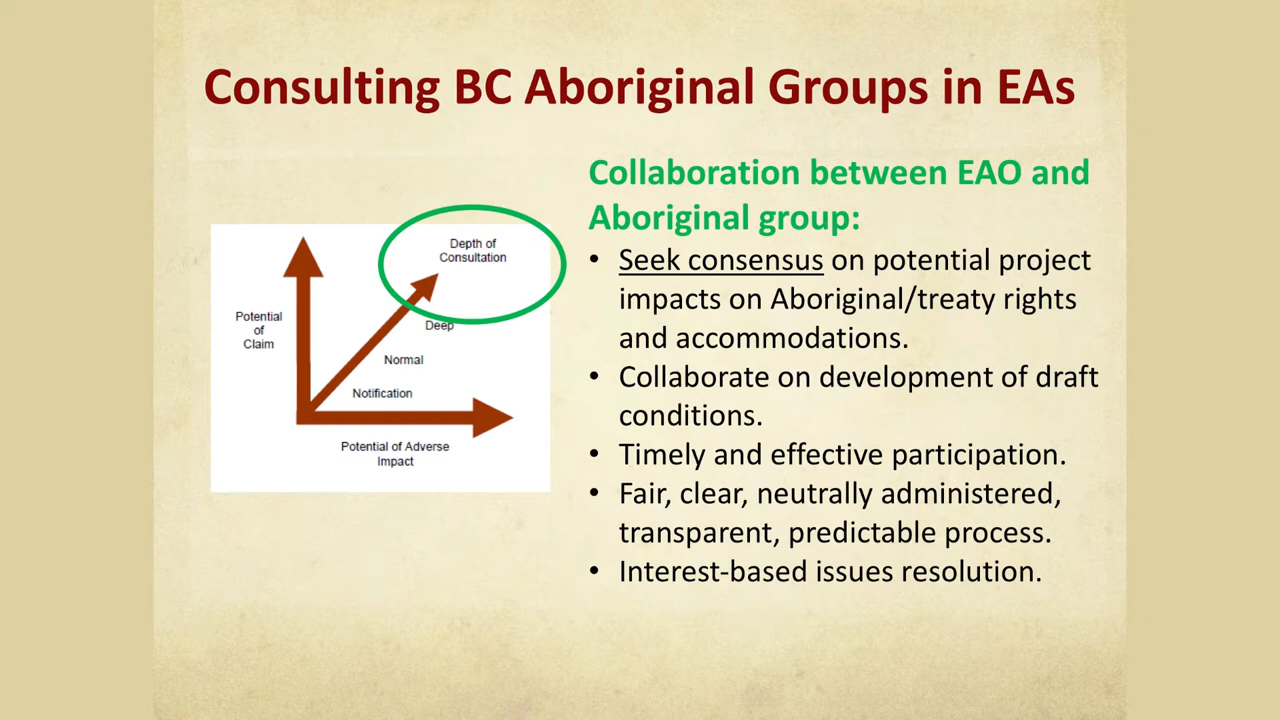 Consulting BC Aboriginal Groups in EAs
Depth of
Consultation
Potential
of
Claim
Deep
Normal
Notification
Potential of Adverse
Impact
Collaboration between EAO and
Aboriginal group:
• Seek consensus on potential project
impacts on Aboriginal/treaty rights
and accommodations.
• Collaborate on development of draft
conditions.
• Timely and effective participation.
• Fair, clear, neutrally administered,
transparent, predictable process.
• Interest-based issues resolution.